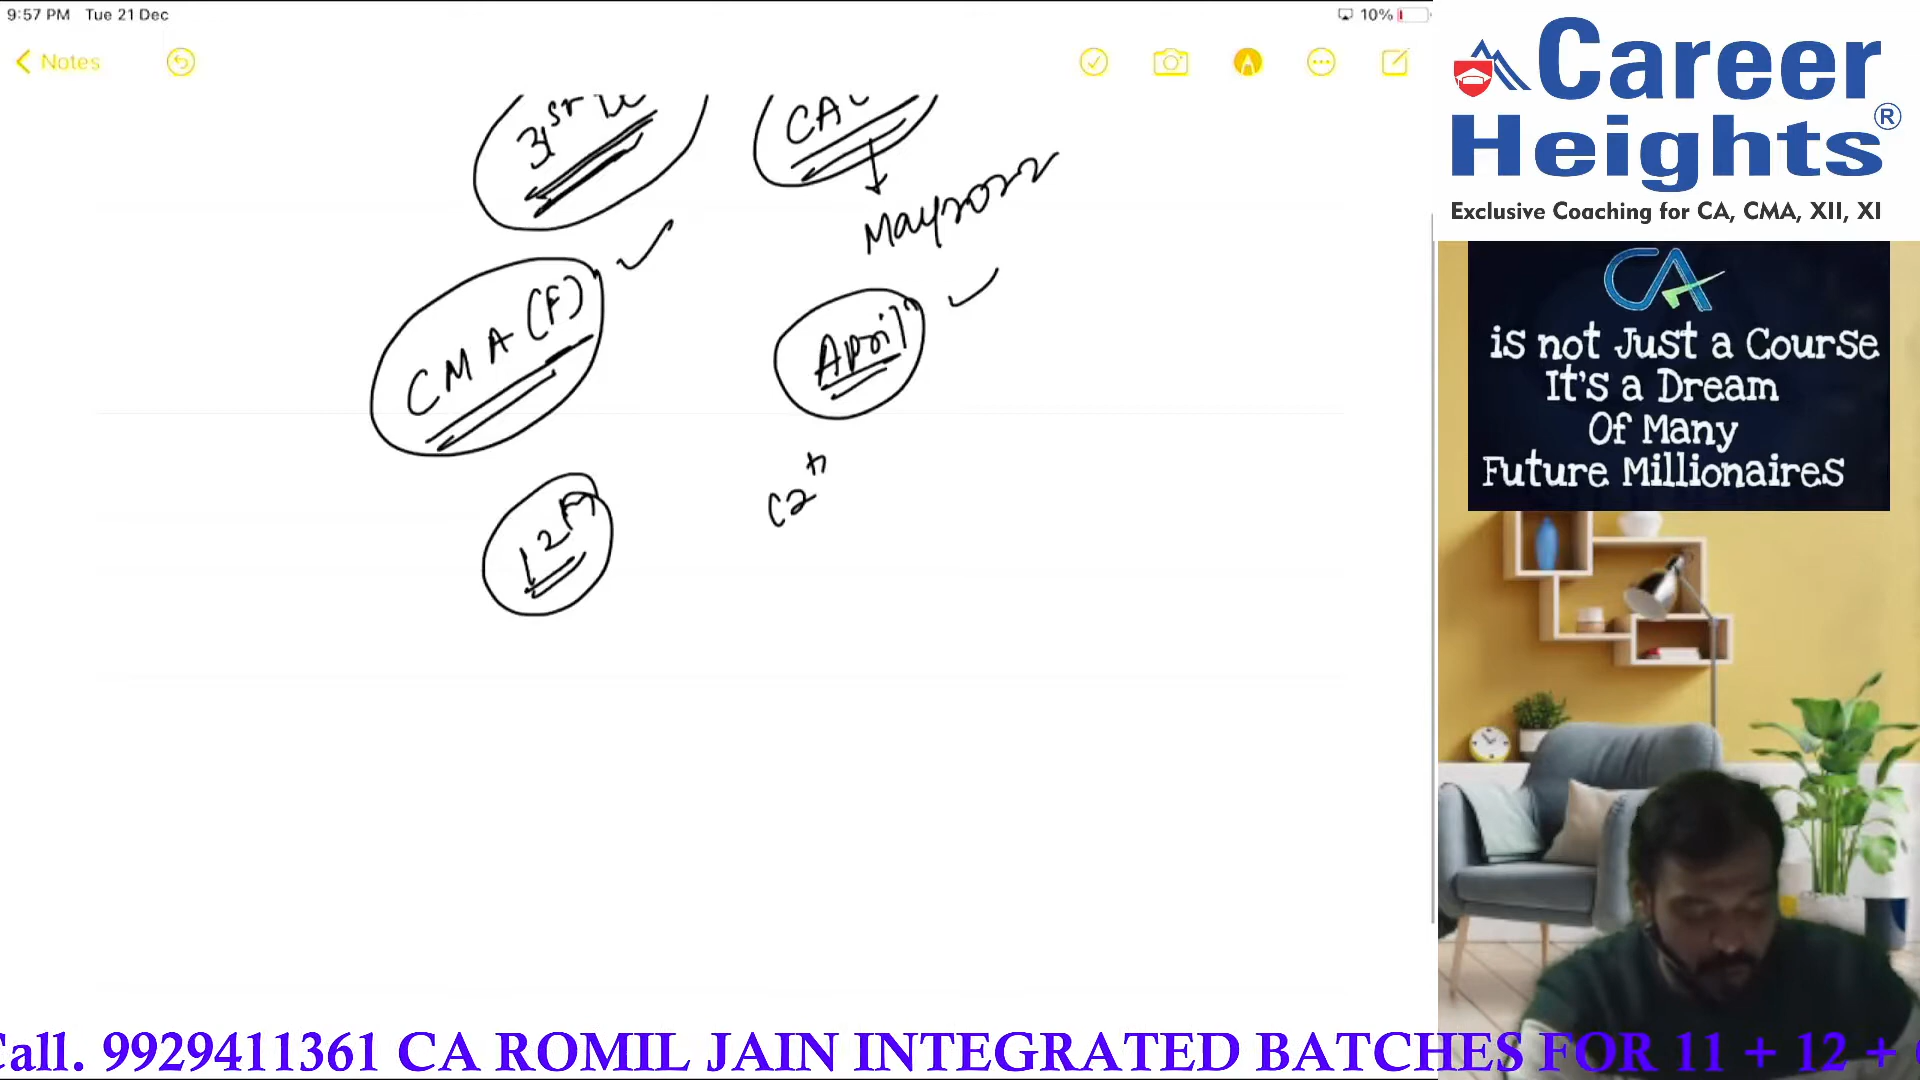 9:57 PM Tue 21 Dec
10%
Notes
31st
CA
May 2022
CMA (F)
April
12th
Career
Heights®
Exclusive Coaching for CA, CMA, XII, XI
CA
is not Just a Course
It's a Dream
Of Many
Future Millionaires
Call. 9929411361 CA ROMIL JAIN INTEGRATED BATCHES FOR 11 + 12 +